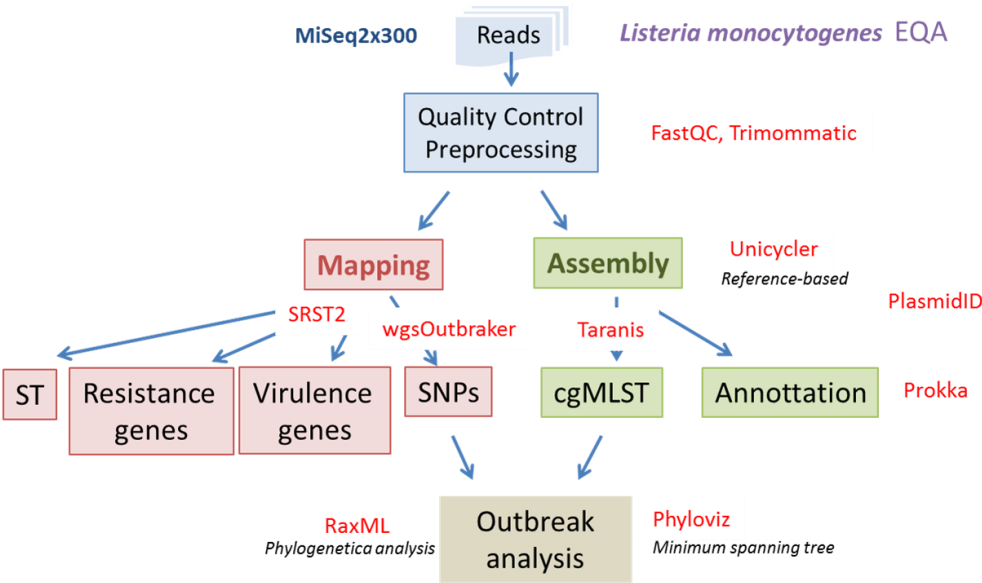 MiSeq2x300
Reads
Listeria monocytogenes EQA
Quality Control
Preprocessing
FastQC, Trimommatic
Mapping
Assembly
Unicycler
Reference-based
PlasmidID
SRST2
wgsOutbraker
Taranis
ST
Resistance
genes
Virulence
genes
SNPs
cgMLST
Annottation
Prokka
RaxML
Phylogenetica analysis
Outbreak
analysis
Phyloviz
Minimum spanning tree